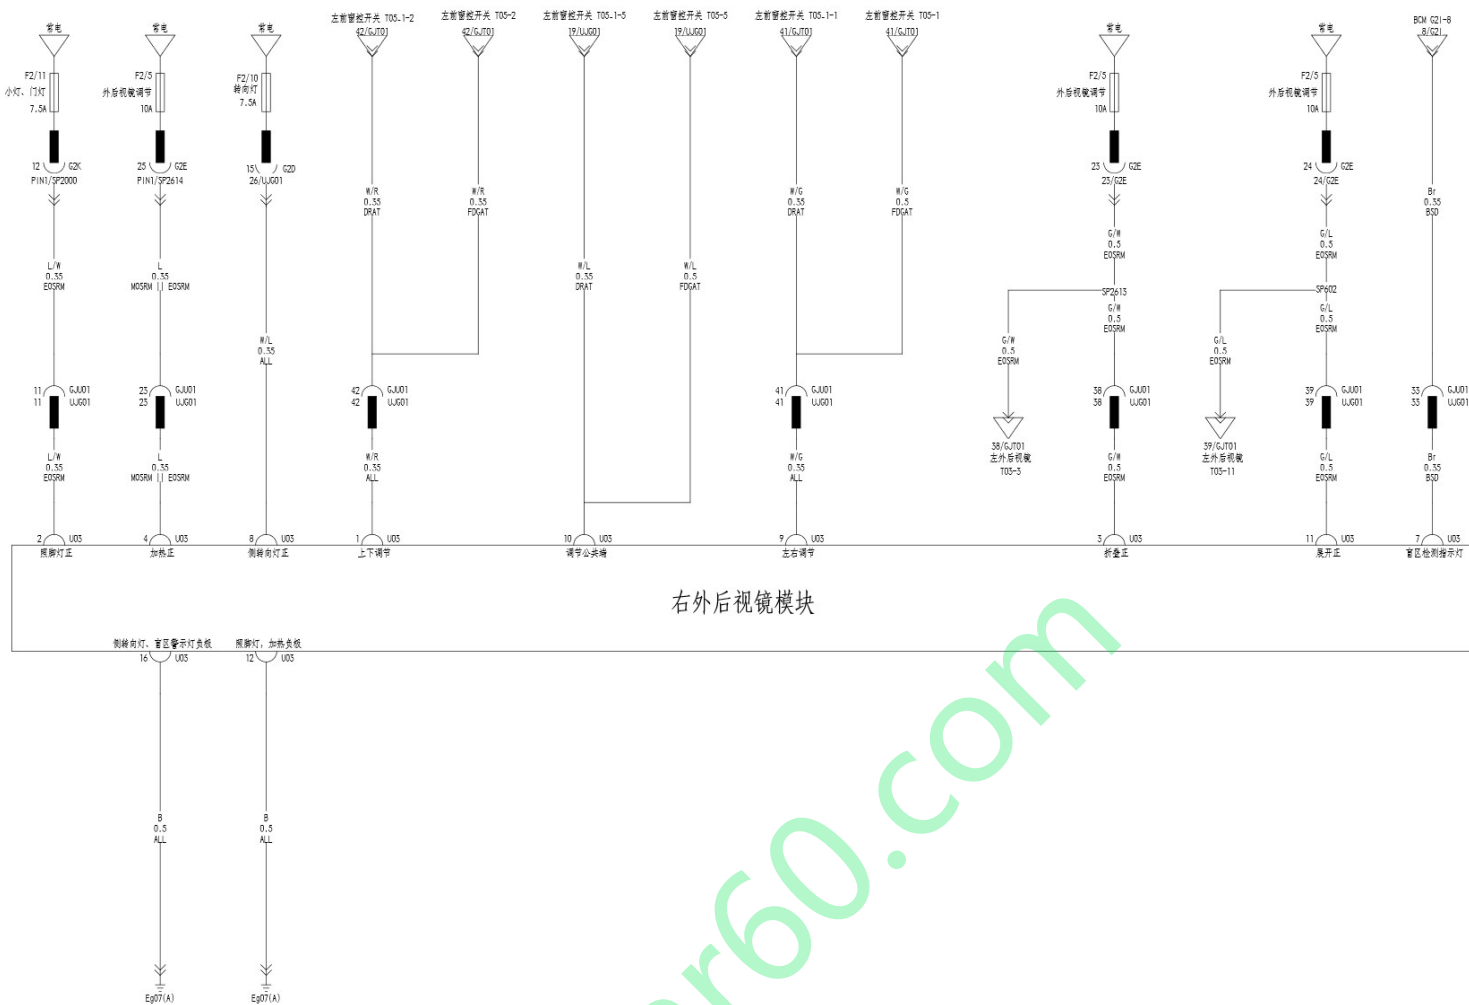 常电
F2/11
小灯、门灯
7.5A
12 G2K
PIN1/SP2000
L/W
0.35
EOSRM
11 GJU01
11 UJG01
L/W
0.35
EOSRM
2 U03
照脚灯正
常电
F2/5
外后视镜调节
10A
25 G2E
PIN1/SP2614
L
0.35
MOSRM || EOSRM
23 GJU01
23 UJG01
L
0.35
MOSRM || EOSRM
4 U03
加热正
常电
F2/10
转向灯
7.5A
15 G2D
26/UJG01
W/L
0.35
ALL
8 U03
侧转向灯正
左前窗控开关 T05_1-2
42/GJT01
W/R
0.35
DRAT
42 GJU01
42 UJG01
W/R
0.35
ALL
1 U03
上下调节
左前窗控开关 T05-2
42/GJT01
W/R
0.35
FDGAT
左前窗控开关 T05_1-5
19/UJG01
W/L
0.35
DRAT
10 U03
调节公共端
左前窗控开关 T05-5
19/UJG01
W/L
0.5
FDGAT
左前窗控开关 T05_1-1
41/GJT01
W/G
0.35
DRAT
41 GJU01
41 UJG01
W/G
0.35
ALL
9 U03
左右调节
左前窗控开关 T05-1
41/GJT01
W/G
0.5
FDGAT
常电
F2/5
外后视镜调节
10A
23 G2E
23/G2E
G/W
0.5
EOSRM
SP2613
G/W
0.5
EOSRM
G/W
0.5
EOSRM
38/GJT01
左外后视镜
T03-3
38 GJU01
38 UJG01
G/W
0.5
EOSRM
3 U03
折叠正
常电
F2/5
外后视镜调节
10A
24 G2E
24/G2E
G/L
0.5
EOSRM
SP602
G/L
0.5
EOSRM
G/L
0.5
EOSRM
39/GJT01
左外后视镜
T03-11
39 GJU01
39 UJG01
G/L
0.5
EOSRM
11 U03
展开正
BCM G2I-8
8/G2I
Br
0.35
BSD
33 GJU01
33 UJG01
Br
0.35
BSD
7 U03
盲区检测指示灯
右外后视镜模块
侧转向灯、盲区警示灯负极
16 U03
B
0.5
ALL
Eg07(A)
照脚灯，加热负极
12 U03
B
0.5
ALL
Eg07(A)
r60.com